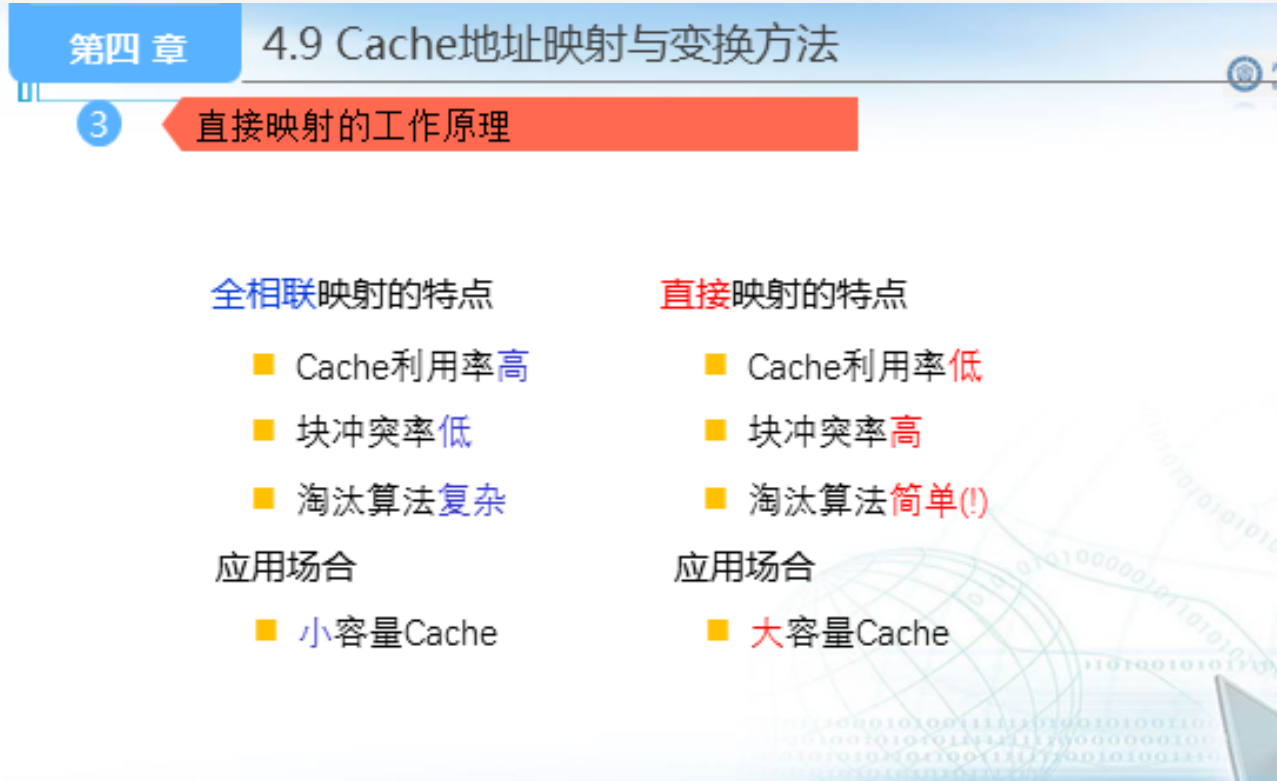 第四 章
4.9 Cache地址映射与变换方法
3
直接映射的工作原理
全相联映射的特点
Cache利用率高
块冲突率低
淘汰算法复杂
应用场合
小容量Cache
直接映射的特点
Cache利用率低
块冲突率高
淘汰算法简单(!)
应用场合
大容量Cache